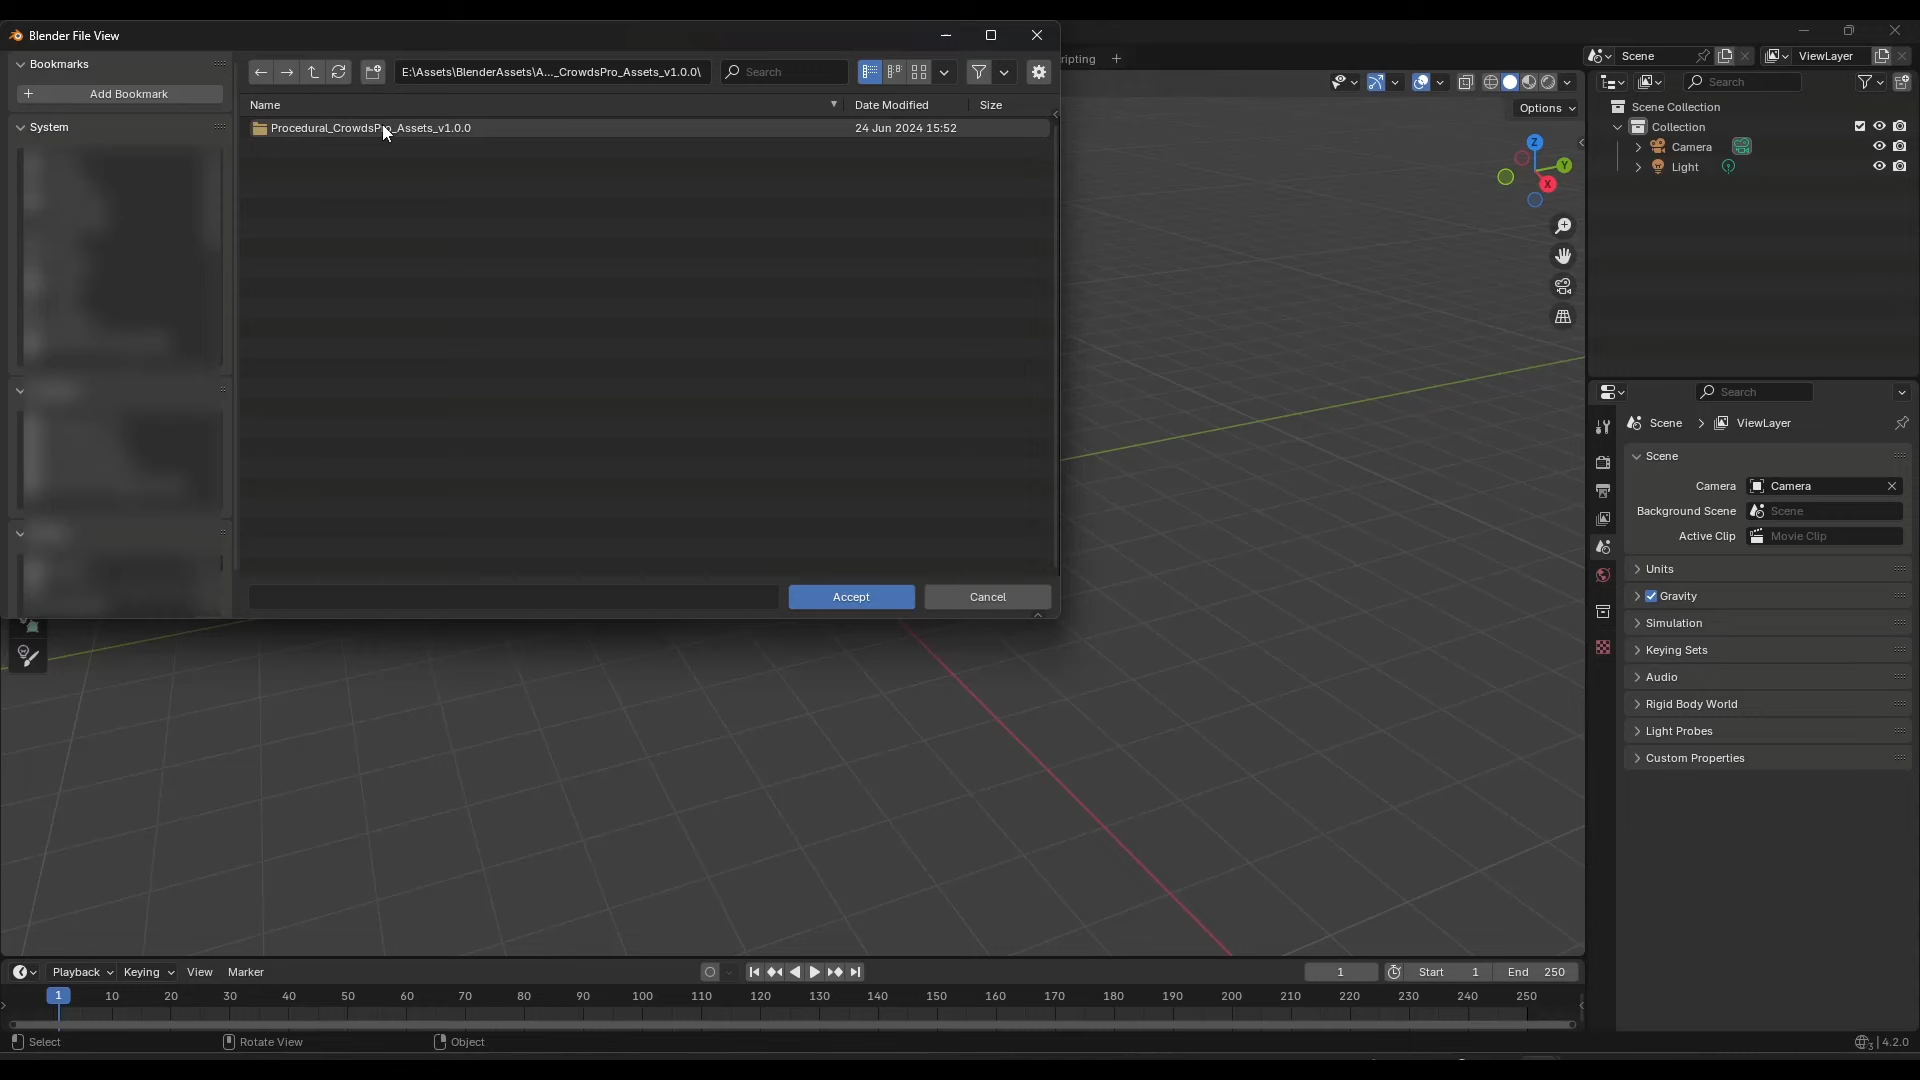 Blender File View
Bookmarks
Add Bookmark
System
E:\Assets\BlenderAssets\A..._CrowdsPro_Assets_v1.0.0\
Search
Name
Date Modified
Size
Procedural_CrowdsPro_Assets_v1.0.0
24 Jun 2024 15:52
Accept
Cancel
ripting
Scene
ViewLayer
Options
Z
Y
X
Search
Scene Collection
Collection
Camera
Light
Search
Scene
ViewLayer
Scene
Camera
Camera
Background Scene
Scene
Active Clip
Movie Clip
Units
Gravity
Simulation
Keying Sets
Audio
Rigid Body World
Light Probes
Custom Properties
Playback
Keying
View
Marker
1
Start 1
End 250
1 10 20 30 40 50 60 70 80 90 100 110 120 130 140 150 160 170 180 190 200 210 220 230 240 250
Select
Rotate View
Object
3
4.2.0